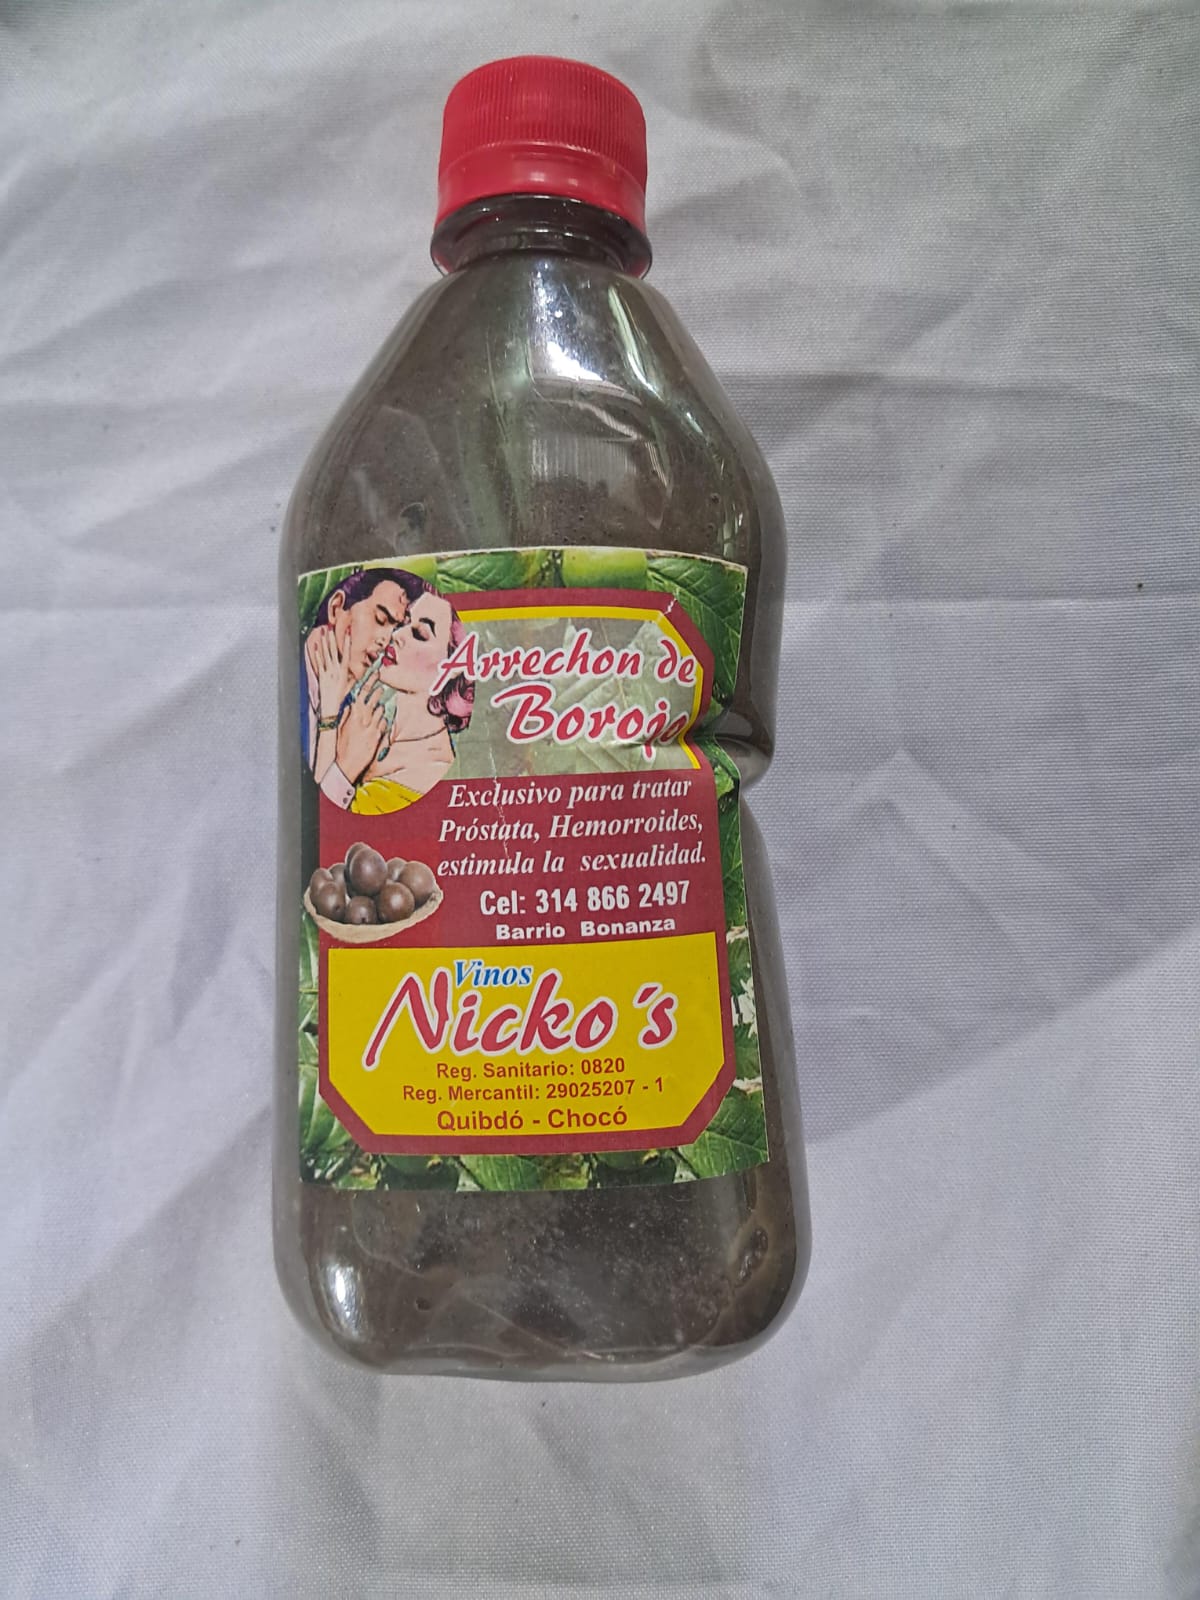 Arrechon de
Borojo
Exclusivo para tratar
Próstata, Hemorroides,
estimula la sexualidad.
Cel: 314 866 2497
Barrio Bonanza
Vinos
Nicko´s
Reg. Sanitario: 0820
Reg. Mercantil: 29025207 - 1
Quibdó - Chocó